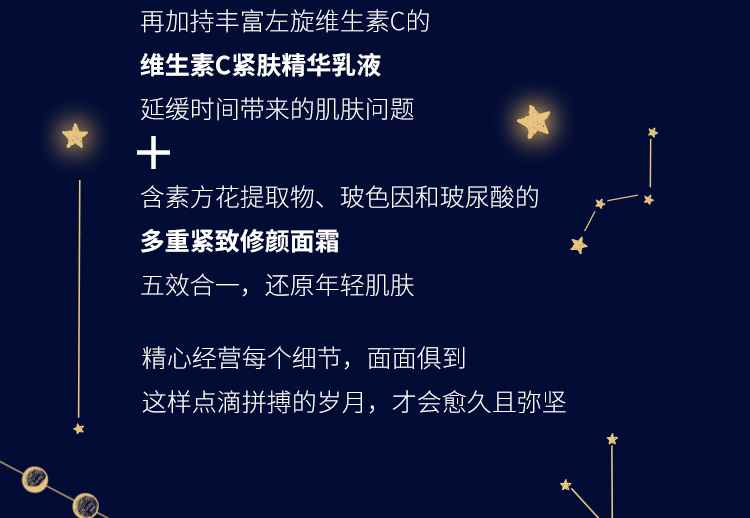 再加持丰富左旋维生素C的
维生素C紧肤精华乳液
延缓时间带来的肌肤问题
+
含素方花提取物、玻色因和玻尿酸的
多重紧致修颜面霜
五效合一，还原年轻肌肤
精心经营每个细节，面面俱到
这样点滴拼搏的岁月，才会愈久且弥坚